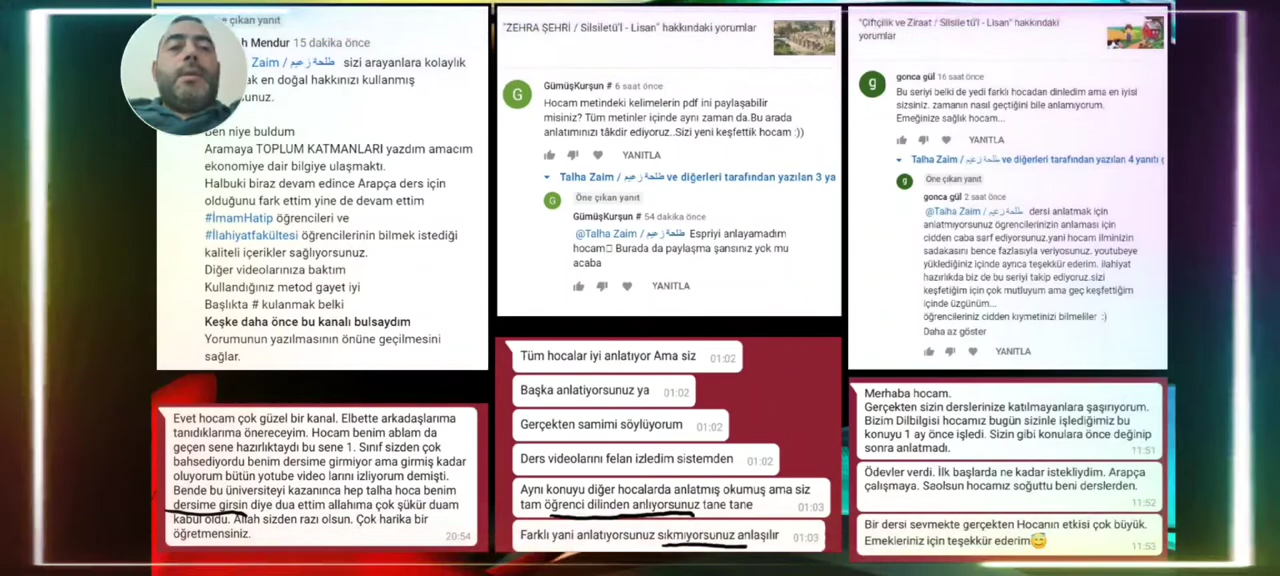 ne çıkan yanıt
h Mendur 15 dakika önce
Zaim / طلحة زعيم sizi arayanlara kolaylık
ak en doğal hakkınızı kullanmış
unuz.
Ben niye buldum
Aramaya TOPLUM KATMANLARI yazdım amacım
ekonomiye dair bilgiye ulaşmaktı.
Halbuki biraz devam edince Arapça ders için
olduğunu fark ettim yine de devam ettim
#İmamHatip öğrencileri ve
#İlahiyatfakültesi öğrencilerinin bilmek istediği
kaliteli içerikler sağlıyorsunuz.
Diğer videolarınıza baktım
Kullandığınız metod gayet iyi
Başlıkta # kulanmak belki
Keşke daha önce bu kanalı bulsaydım
Yorumunun yazılmasının önüne geçilmesini
sağlar.
Evet hocam çok güzel bir kanal. Elbette arkadaşlarıma
tanıdıklarıma önereceyim. Hocam benim ablam da
geçen sene hazırlıktaydı bu sene 1. Sınıf sizden çok
bahsediyordu benim dersime girmiyor ama girmiş kadar
oluyorum bütün yotube video larını izliyorum demişti.
Bende bu üniversiteyi kazanınca hep talha hoca benim
dersime girsin diye dua ettim allahıma çok şükür duam
kabul oldu. Allah sizden razı olsun. Çok harika bir
öğretmensiniz. 20:54
"ZEHRA ŞEHRİ / Silsiletü'l - Lisan" hakkındaki yorumlar
G
GümüşKurşun # 6 saat önce
Hocam metindeki kelimelerin pdf ini paylaşabilir
misiniz? Tüm metinler içinde aynı zaman da.Bu arada
anlatımınızı tâkdir ediyoruz..Sizi yeni keşfettik hocam :))
YANITLA
Talha Zaim / طلحة زعيم ve diğerleri tarafından yazılan 3 ya
G
Öne çıkan yanıt
GümüşKurşun # 54 dakika önce
@Talha Zaim / طلحة زعيم Espriyi anlayamadım
hocam Burada da paylaşma şansınız yok mu
acaba
YANITLA
Tüm hocalar iyi anlatıyor Ama siz 01:02
Başka anlatiyorsunuz ya 01:02
Gerçekten samimi söylüyorum 01:02
Ders videolarını felan izledim sistemden 01:02
Aynı konuyu diğer hocalarda anlatmış okumuş ama siz
tam öğrenci dilinden anlıyorsunuz tane tane 01:03
Farklı yani anlatıyorsunuz sıkmıyorsunuz anlaşılır 01:03
"Çiftçilik ve Ziraat / Silsile tü'l - Lisan" hakkındaki
yorumlar
g
gonca gül 16 saat önce
Bu seriyi belki de yedi farklı hocadan dinledim ama en iyisi
sizsiniz. zamanın nasıl geçtiğini bile anlamıyorum.
Emeğinize sağlık hocam...
YANITLA
Talha Zaim / طلحة زعيم ve diğerleri tarafından yazılan 4 yanıtı g
g
Öne çıkan yanıt
gonca gül 2 saat önce
@Talha Zaim / طلحة زعيم dersi anlatmak için
anlatmıyorsunuz öğrencilerinizin anlaması için
cidden caba sarf ediyorsunuz.yani hocam ilminizin
sadakasını bence fazlasıyla veriyosunuz. youtubeye
yüklediğiniz içinde ayrıca teşekkür ederim. ilahiyat
hazırlıkda biz de bu seriyi takip ediyoruz.sizi
keşfetiğim için çok mutluyum ama geç keşfettiğim
içinde üzgünüm...
öğrencileriniz cidden kıymetinizi bilmeliler :)
Daha az göster
YANITLA
Merhaba hocam.
Gerçekten sizin derslerinize katılmayanlara şaşırıyorum.
Bizim Dilbilgisi hocamız bugün sizinle işlediğimiz bu
konuyu 1 ay önce işledi. Sizin gibi konulara önce değinip
sonra anlatmadı. 11:51
Ödevler verdi. İlk başlarda ne kadar istekliydim. Arapça
çalışmaya. Saolsun hocamız soğuttu beni derslerden.
11:52
Bir dersi sevmekte gerçekten Hocanın etkisi çok büyük.
Emekleriniz için teşekkür ederim😇 11:53